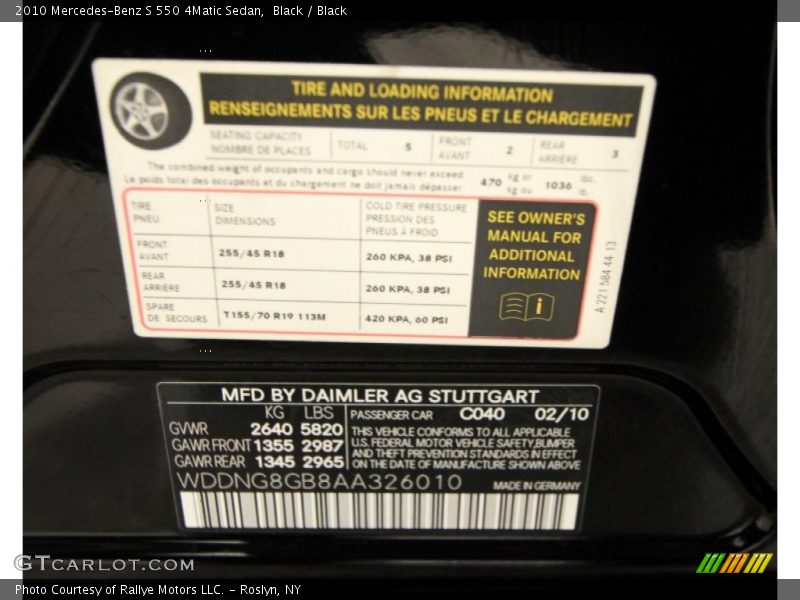 2010 Mercedes-Benz S 550 4Matic Sedan,  Black / Black
TIRE AND LOADING INFORMATION
RENSEIGNEMENTS SUR LES PNEUS ET LE CHARGEMENT
SEATING CAPACITY
NOMBRE DE PLACES
TOTAL 5
FRONT
AVANT
2
REAR
ARRIÈRE
3
The combined weight of occupants and cargo should never exceed
Le poids total des occupants et du chargement ne doit jamais dépasser
470 kg or
kg ou
1036 lbs.
lb.
TIRE
PNEU
SIZE
DIMENSIONS
COLD TIRE PRESSURE
PRESSION DES
PNEUS À FROID
FRONT
AVANT
255/45 R18
260 KPA, 38 PSI
REAR
ARRIÈRE
255/45 R18
260 KPA, 38 PSI
SPARE
DE SECOURS
T155/70 R19 113M
420 KPA, 60 PSI
SEE OWNER'S
MANUAL FOR
ADDITIONAL
INFORMATION
i
A 221 584 44 13
MFD BY DAIMLER AG STUTTGART
KG LBS
GVWR 2640 5820
GAWR FRONT 1355 2987
GAWR REAR 1345 2965
PASSENGER CAR C040 02/10
THIS VEHICLE CONFORMS TO ALL APPLICABLE
U.S. FEDERAL MOTOR VEHICLE SAFETY,BUMPER
AND THEFT PREVENTION STANDARDS IN EFFECT
ON THE DATE OF MANUFACTURE SHOWN ABOVE
WDDNG8GB8AA326010
MADE IN GERMANY
GTCARLOT.COM
Photo Courtesy of Rallye Motors LLC. - Roslyn, NY